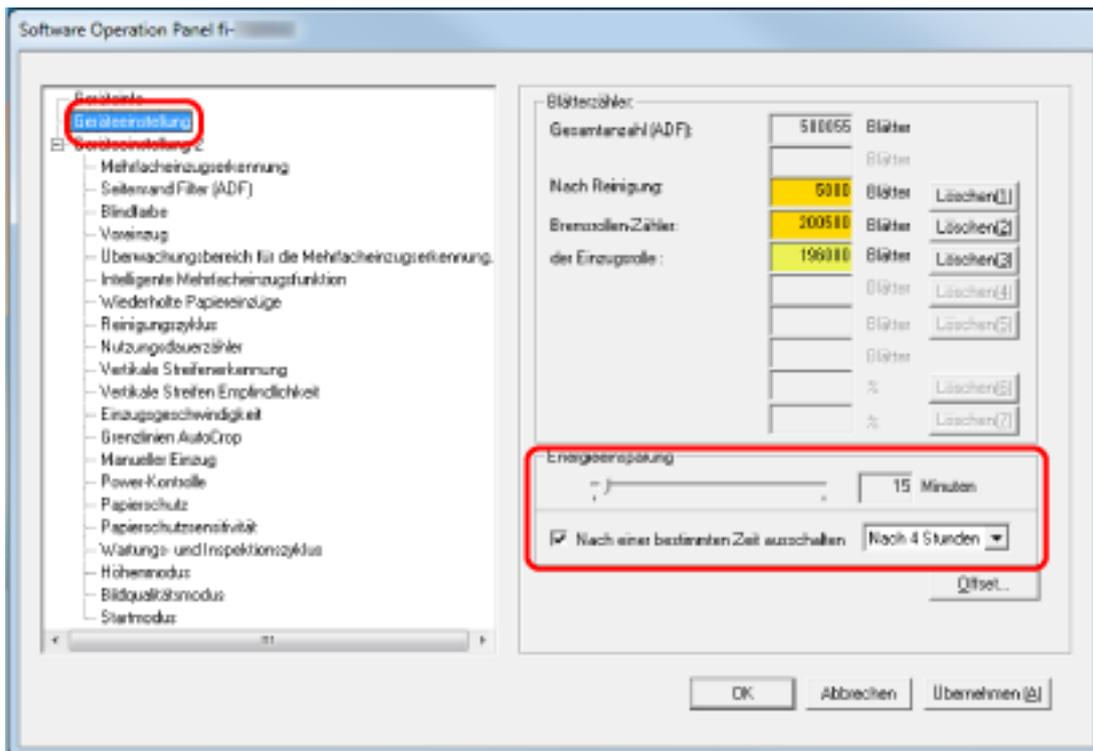 Software Operation Panel fi-
Geräteinfo
Geräteeinstellung
Geräteeinstellung 2
Mehrfacheinzugserkennung
Seitenrand Filter (ADF)
Blindfarbe
Voreinzug
Überwachungsbereich für die Mehrfacheinzugserkennung.
Intelligente Mehrfacheinzugsfunktion
Wiederholte Papiereinzüge
Reinigungszyklus
Nutzungsdauerzähler
Vertikale Streifenerkennung
Vertikale Streifen Empfindlichkeit
Einzugsgeschwindigkeit
Grenzlinien AutoCrop
Manueller Einzug
Power-Kontrolle
Papierschutz
Papierschutzsensitivität
Wartungs- und Inspektionszyklus
Höhenmodus
Bildqualitätsmodus
Startmodus
Blätterzähler:
Gesamtanzahl (ADF): 500055 Blätter
Blätter
Nach Reinigung: 5000 Blätter Löschen(1)
Bremsrollen-Zähler: 200500 Blätter Löschen(2)
der Einzugsrolle : 196000 Blätter Löschen(3)
Blätter Löschen(4)
Blätter Löschen(5)
Blätter
% Löschen(6)
% Löschen(7)
Energieeinsparung
15 Minuten
Nach einer bestimmten Zeit ausschalten Nach 4 Stunden
Offset...
OK Abbrechen Übernehmen (A)